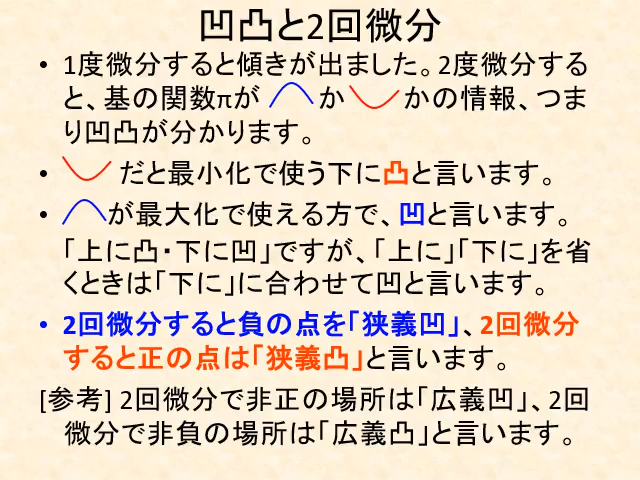 凹凸と2回微分
• 1度微分すると傾きが出ました。2度微分する
と、基の関数πが か かの情報、つま
り凹凸が分かります。
• だと最小化で使う下に凸と言います。
• が最大化で使える方で、凹と言います。
「上に凸・下に凹」ですが、「上に」「下に」を省
くときは「下に」に合わせて凹と言います。
• 2回微分すると負の点を「狭義凹」、2回微分
すると正の点は「狭義凸」と言います。
[参考] 2回微分で非正の場所は「広義凹」、2回
微分で非負の場所は「広義凸」と言います。